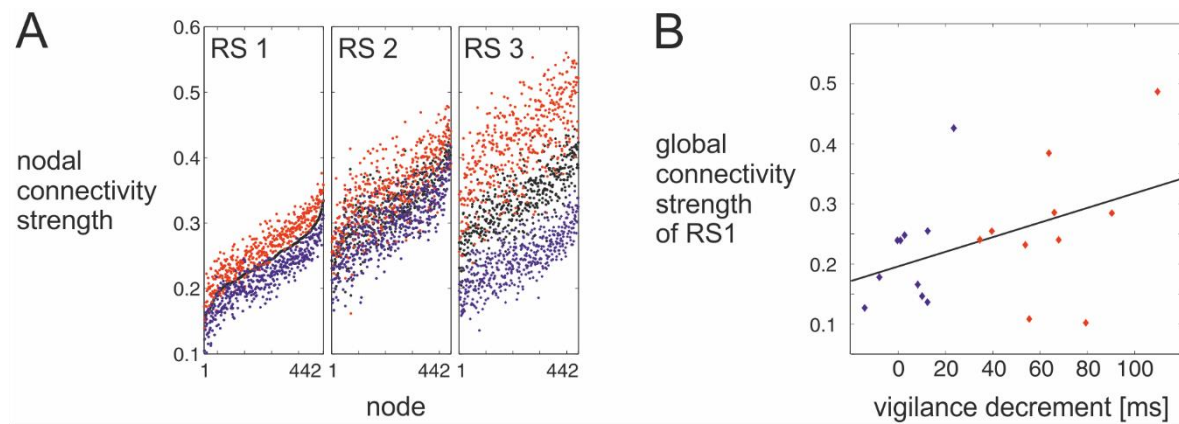 A
RS 1
RS 2
RS 3
0.6
0.5
0.4
0.3
0.2
0.1
nodal
connectivity
strength
1
442
1
442
1
442
node
B
global
connectivity
strength
of RS1
0.5
0.4
0.3
0.2
0.1
0
20
40
60
80
100
vigilance decrement [ms]